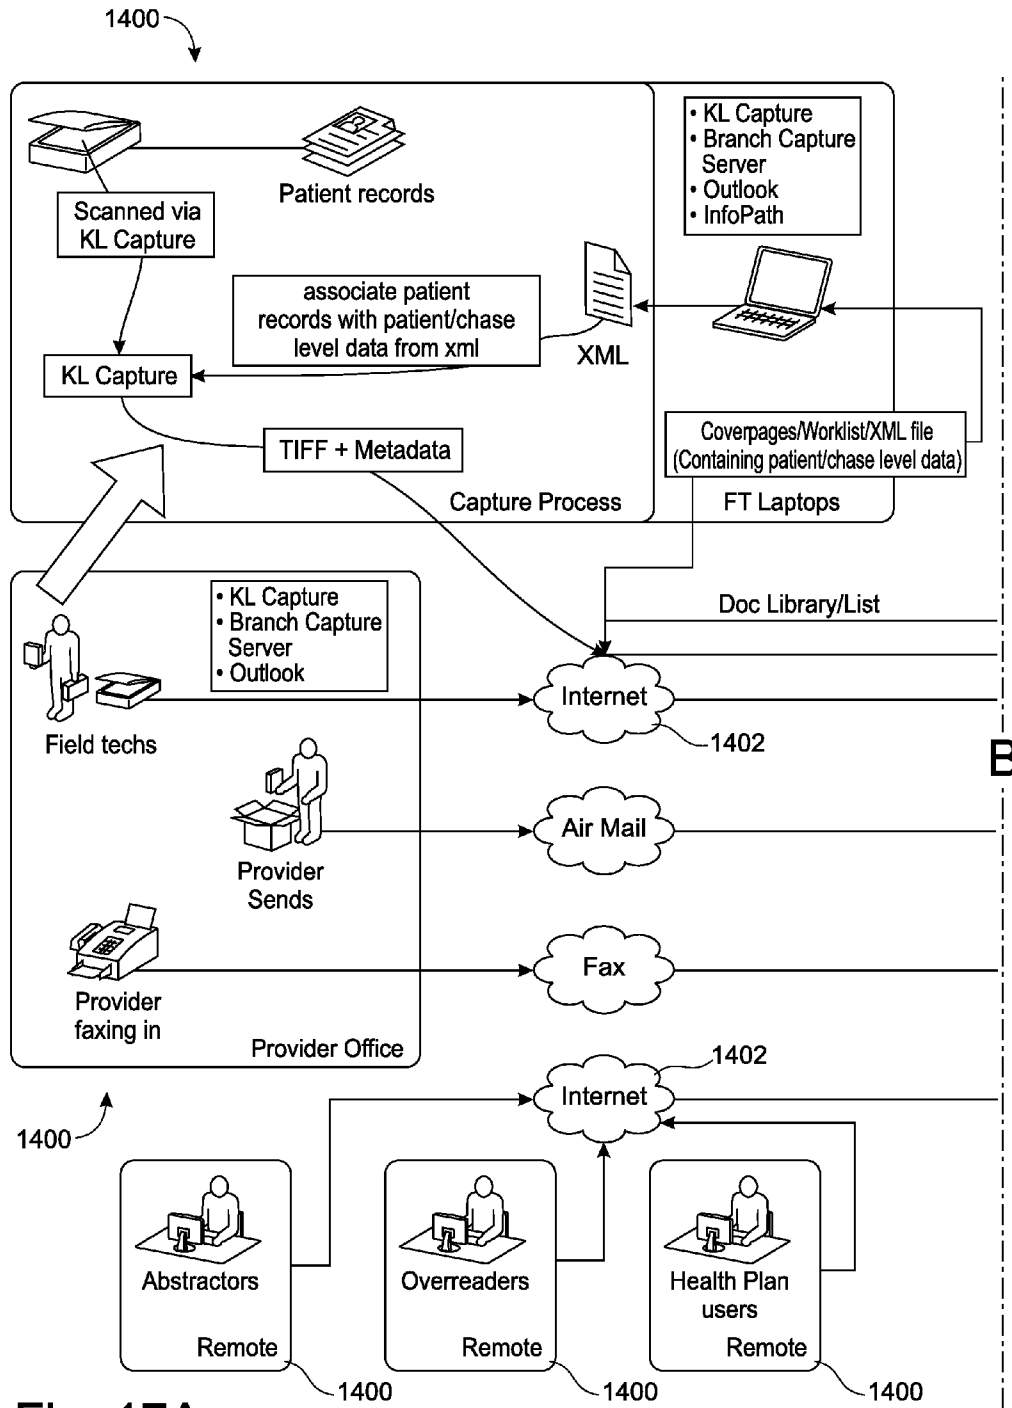 1400
Patient records
Scanned via
KL Capture
• KL Capture
• Branch Capture
Server
• Outlook
• InfoPath
associate patient
records with patient/chase
level data from xml
XML
KL Capture
TIFF + Metadata
Coverpages/Worklist/XML file
(Containing patient/chase level data)
Capture Process
FT Laptops
• KL Capture
• Branch Capture
Server
• Outlook
Doc Library/List
Field techs
Internet
1402
B
Provider
Sends
Air Mail
Provider
faxing in
Fax
Provider Office
1402
Internet
1400
Abstractors
Remote
1400
Overreaders
Remote
1400
Health Plan
users
Remote
1400